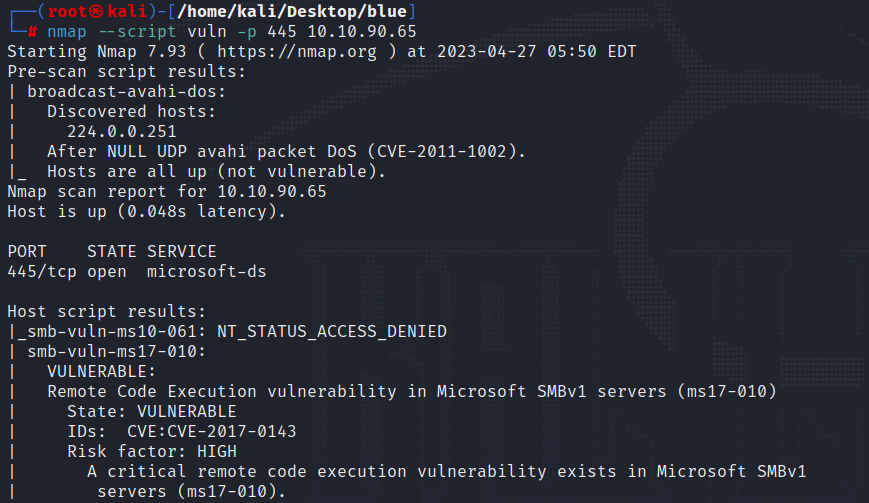 ┌──(root㉿kali)-[/home/kali/Desktop/blue]
└─# nmap --script vuln -p 445 10.10.90.65
Starting Nmap 7.93 ( https://nmap.org ) at 2023-04-27 05:50 EDT
Pre-scan script results:
| broadcast-avahi-dos:
|   Discovered hosts:
|     224.0.0.251
|   After NULL UDP avahi packet DoS (CVE-2011-1002).
|_  Hosts are all up (not vulnerable).
Nmap scan report for 10.10.90.65
Host is up (0.048s latency).

PORT    STATE SERVICE
445/tcp open  microsoft-ds

Host script results:
|_smb-vuln-ms10-061: NT_STATUS_ACCESS_DENIED
| smb-vuln-ms17-010:
|   VULNERABLE:
|   Remote Code Execution vulnerability in Microsoft SMBv1 servers (ms17-010)
|     State: VULNERABLE
|     IDs:  CVE:CVE-2017-0143
|     Risk factor: HIGH
|       A critical remote code execution vulnerability exists in Microsoft SMBv1
|        servers (ms17-010).